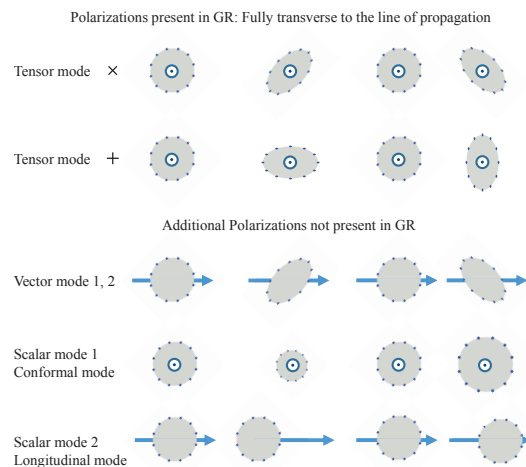 Polarizations present in GR: Fully transverse to the line of propagation
Tensor mode ×
Tensor mode +
Additional Polarizations not present in GR
Vector mode 1, 2
Scalar mode 1
Conformal mode
Scalar mode 2
Longitudinal mode